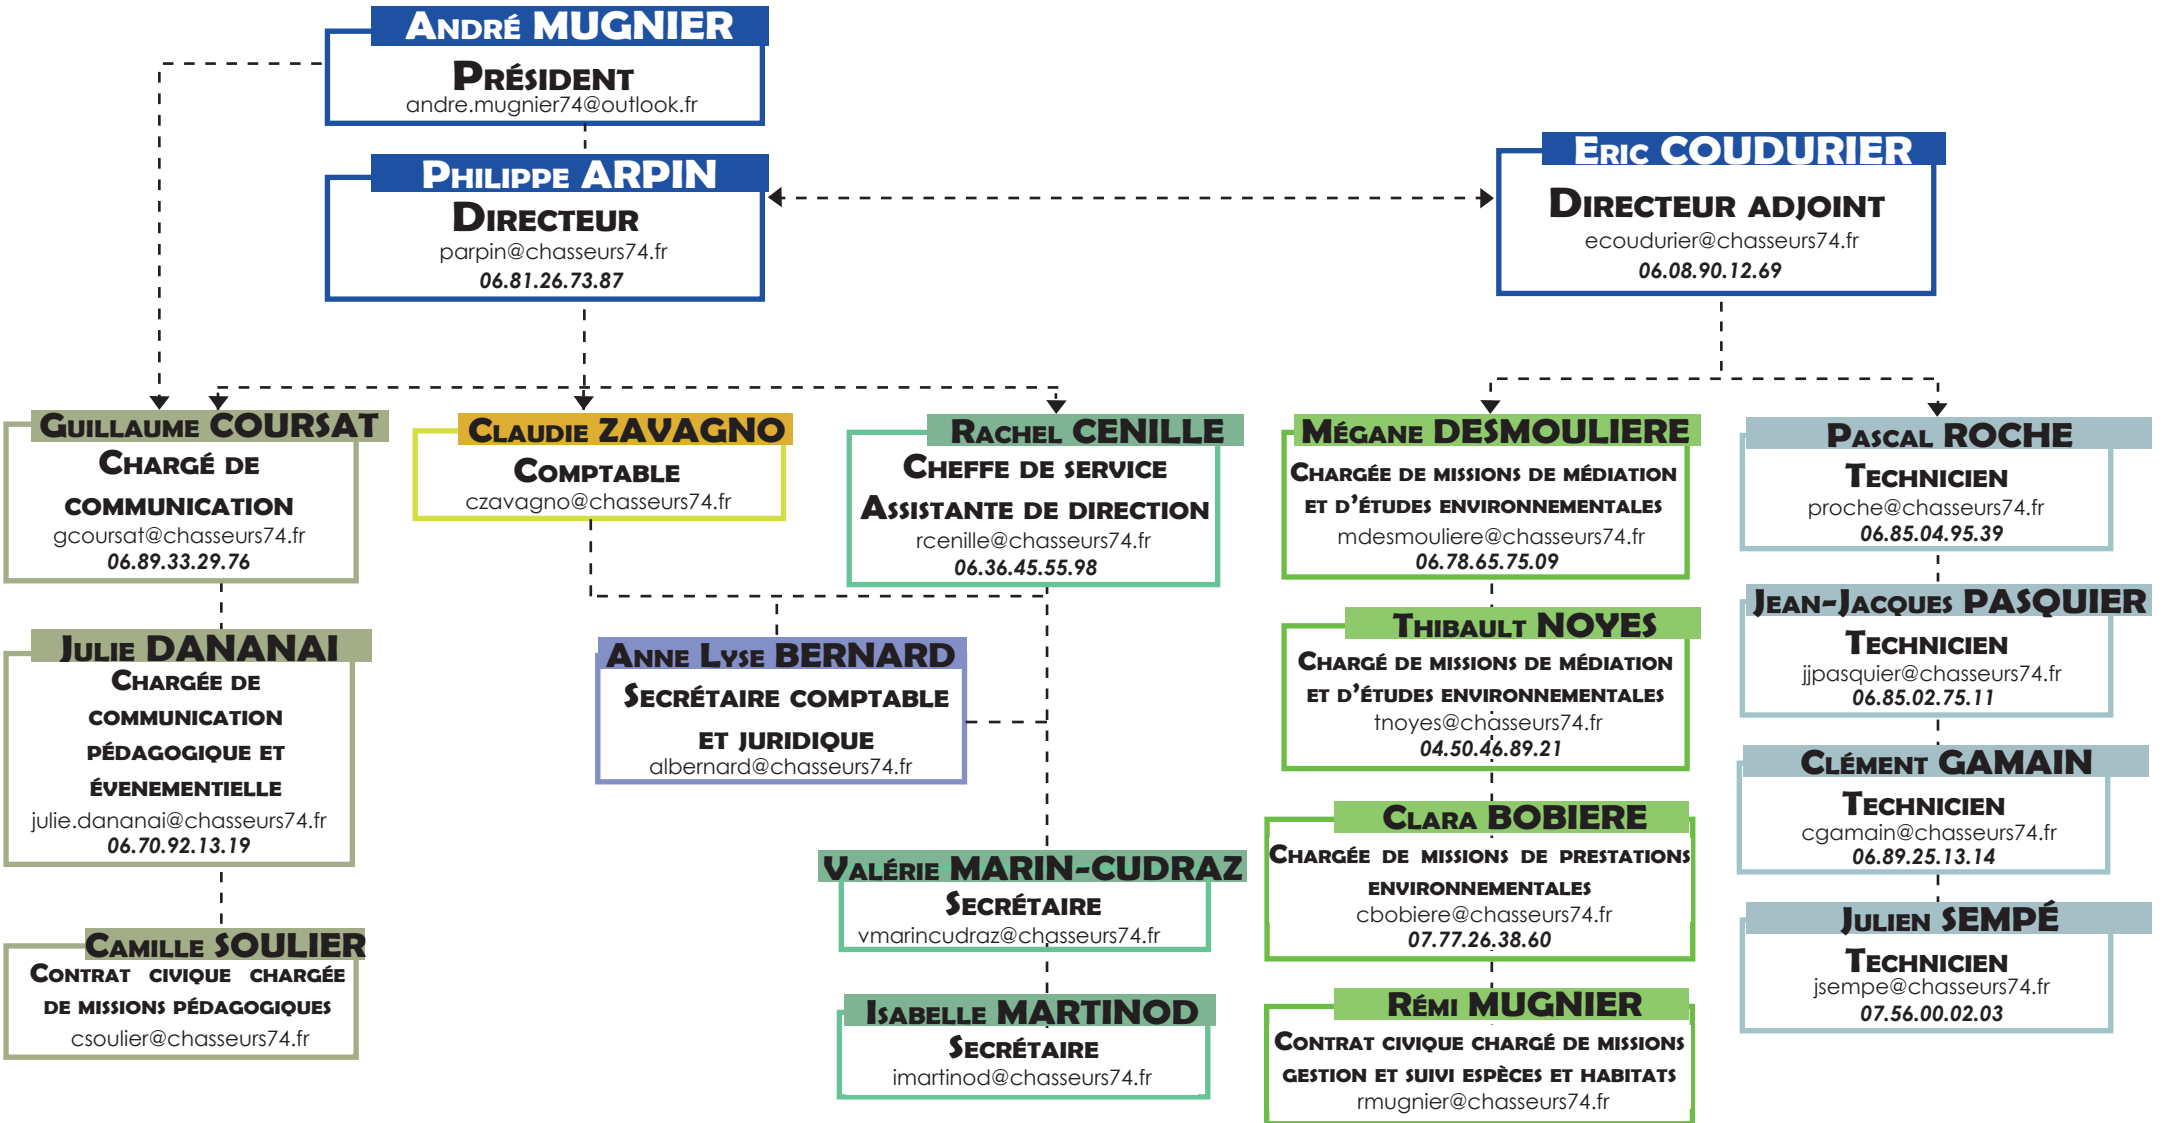 André MUGNIER
Président
andre.mugnier74@outlook.fr
Philippe ARPIN
Directeur
parpin@chasseurs74.fr
06.81.26.73.87
Eric COUDURIER
Directeur adjoint
ecoudurier@chasseurs74.fr
06.08.90.12.69
Guillaume COURSAT
Chargé de
communication
gcoursat@chasseurs74.fr
06.89.33.29.76
Julie DANANAI
Chargée de
communication
pédagogique et
évenementielle
julie.dananai@chasseurs74.fr
06.70.92.13.19
Camille SOULIER
Contrat civique chargée
de missions pédagogiques
csoulier@chasseurs74.fr
Claudie ZAVAGNO
Comptable
czavagno@chasseurs74.fr
Rachel CENILLE
Cheffe de service
Assistante de direction
rcenille@chasseurs74.fr
06.36.45.55.98
Anne Lyse BERNARD
Secrétaire comptable
et juridique
albernard@chasseurs74.fr
Valérie MARIN-CUDRAZ
Secrétaire
vmarincudraz@chasseurs74.fr
Isabelle MARTINOD
Secrétaire
imartinod@chasseurs74.fr
Mégane DESMOULIERE
Chargée de missions de médiation
et d'études environnementales
mdesmouliere@chasseurs74.fr
06.78.65.75.09
Thibault NOYES
Chargé de missions de médiation
et d'études environnementales
tnoyes@chasseurs74.fr
04.50.46.89.21
Clara BOBIERE
Chargée de missions de prestations
environnementales
cbobiere@chasseurs74.fr
07.77.26.38.60
Rémi MUGNIER
Contrat civique chargé de missions
gestion et suivi espèces et habitats
rmugnier@chasseurs74.fr
Pascal ROCHE
Technicien
proche@chasseurs74.fr
06.85.04.95.39
Jean-Jacques PASQUIER
Technicien
jjpasquier@chasseurs74.fr
06.85.02.75.11
Clément GAMAIN
Technicien
cgamain@chasseurs74.fr
06.89.25.13.14
Julien SEMPÉ
Technicien
jsempe@chasseurs74.fr
07.56.00.02.03